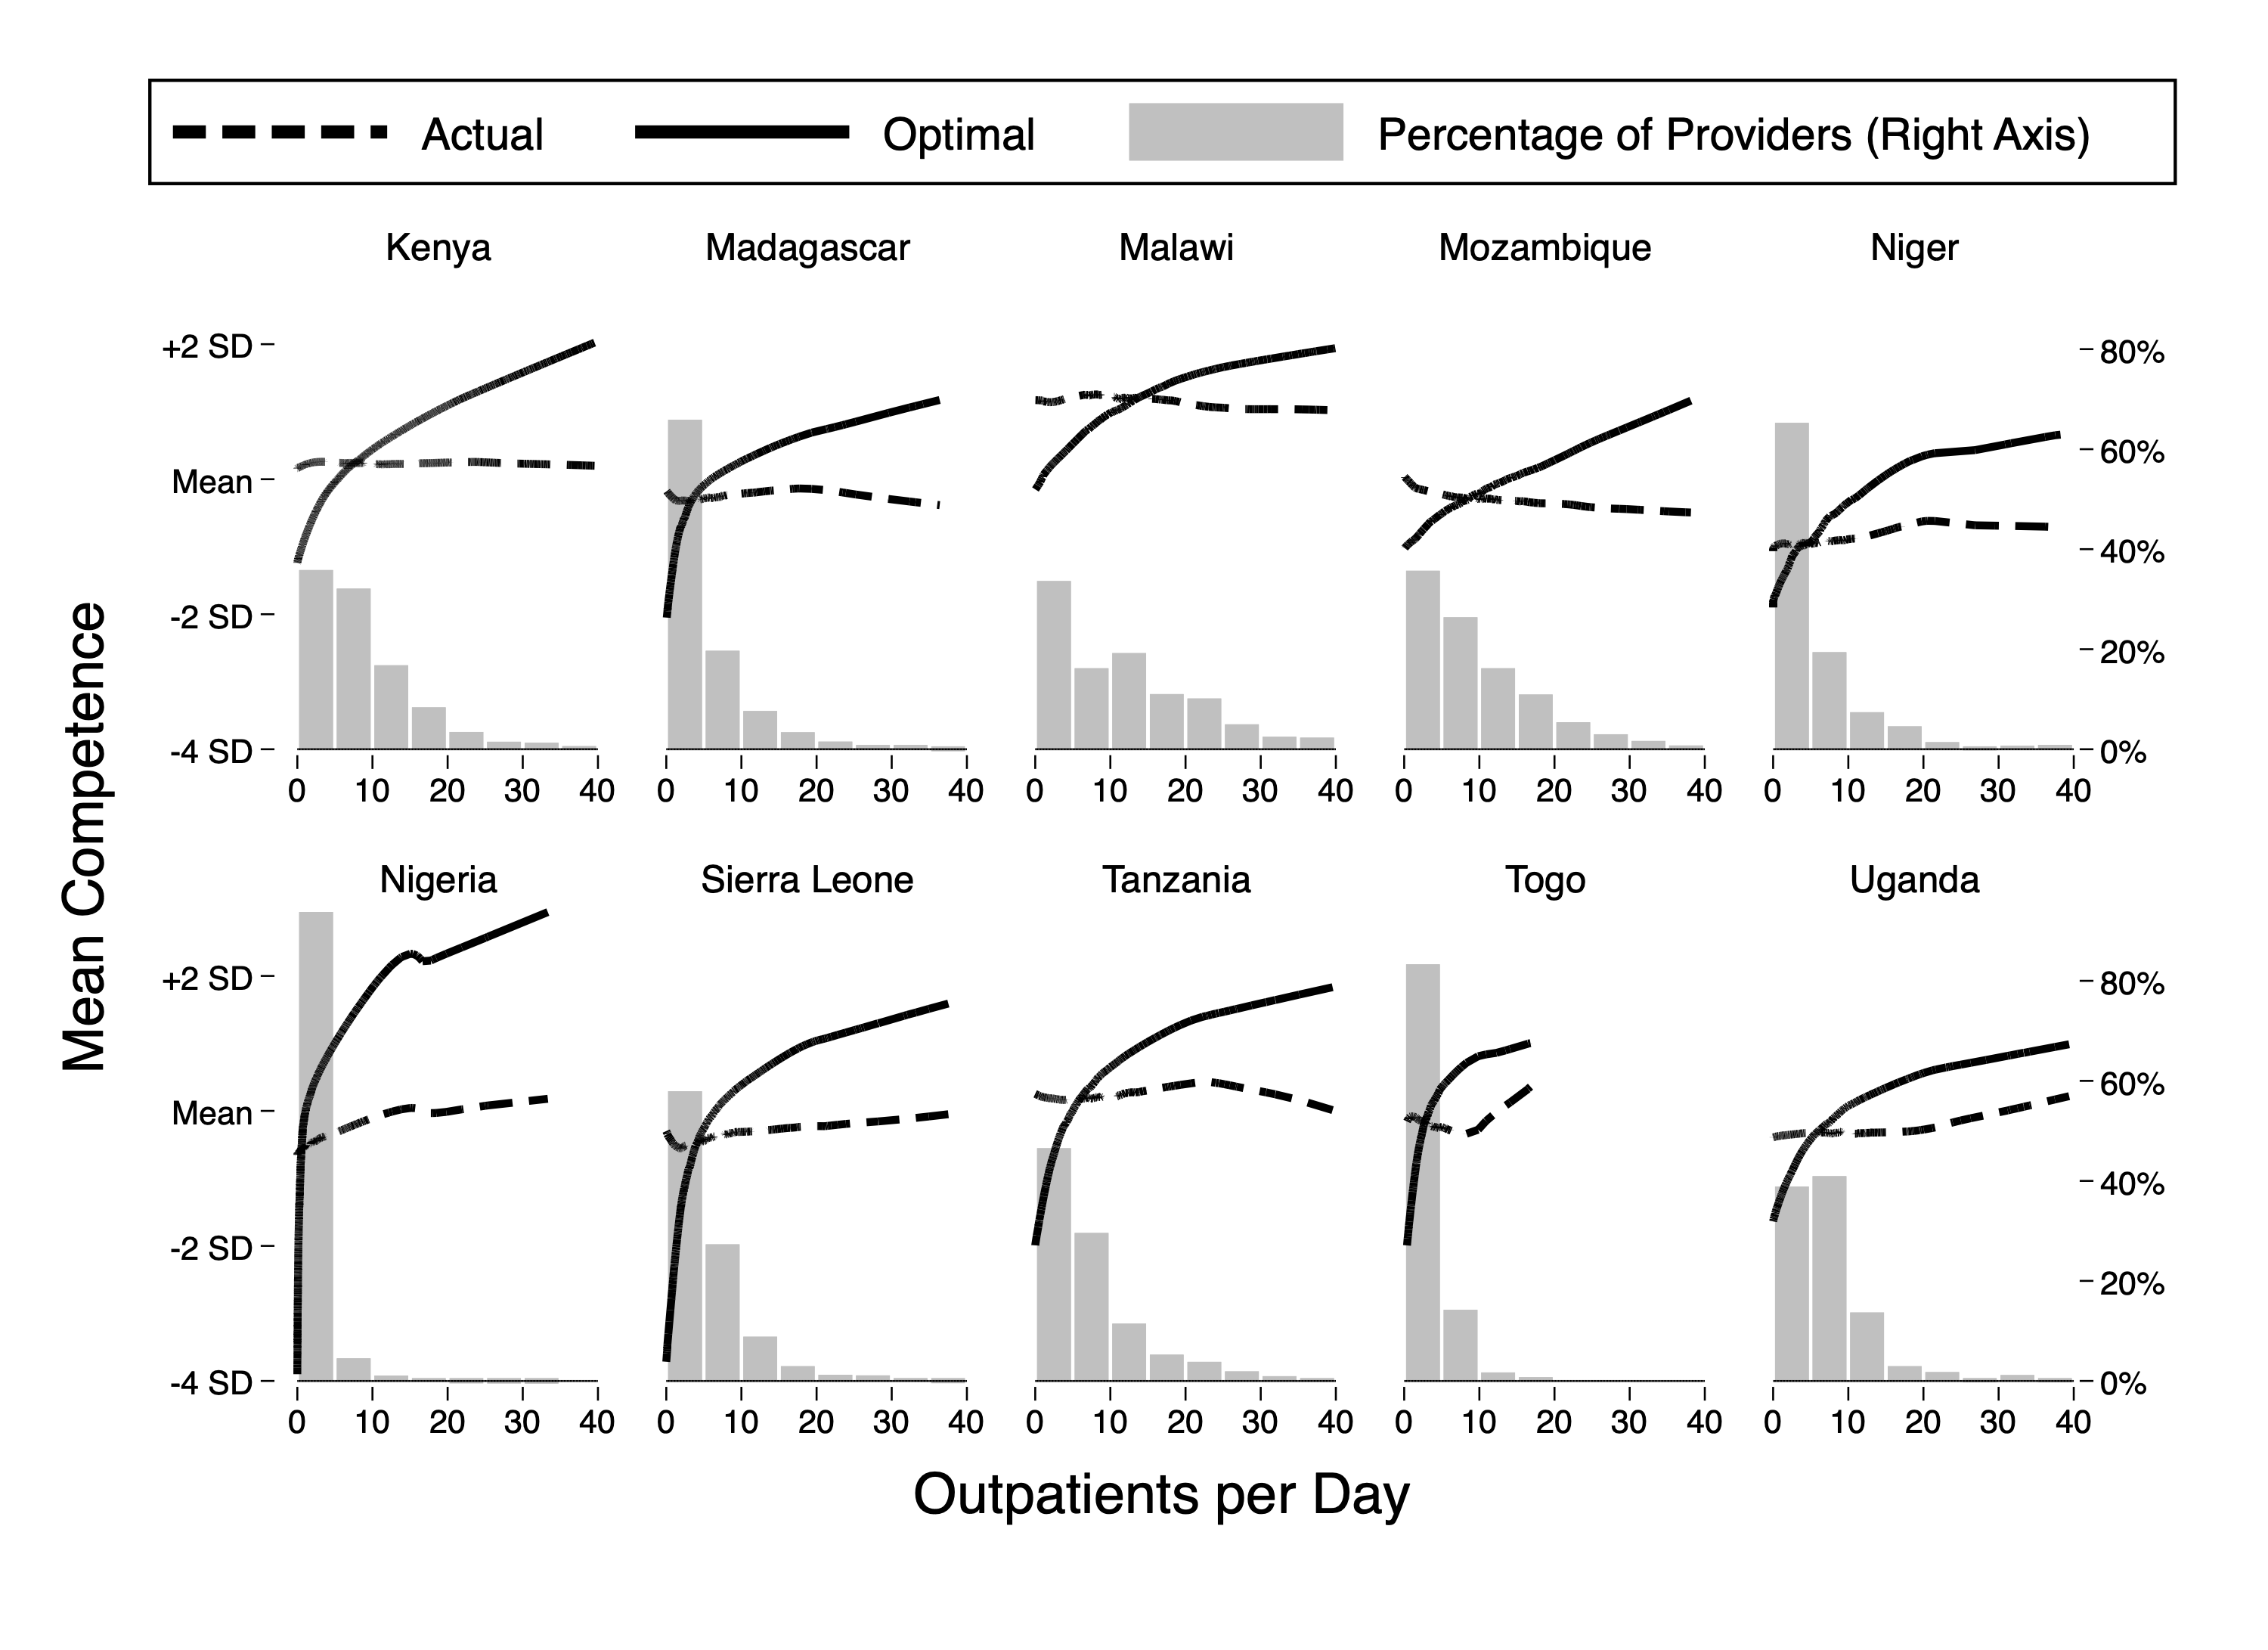 Actual Optimal Percentage of Providers (Right Axis)
Kenya Madagascar Malawi Mozambique Niger
+2 SD
Mean
-2 SD
-4 SD
80%
60%
40%
20%
0%
0 10 20 30 40 0 10 20 30 40 0 10 20 30 40 0 10 20 30 40 0 10 20 30 40
Nigeria Sierra Leone Tanzania Togo Uganda
+2 SD
Mean
-2 SD
-4 SD
80%
60%
40%
20%
0%
0 10 20 30 40 0 10 20 30 40 0 10 20 30 40 0 10 20 30 40 0 10 20 30 40
Mean Competence
Outpatients per Day